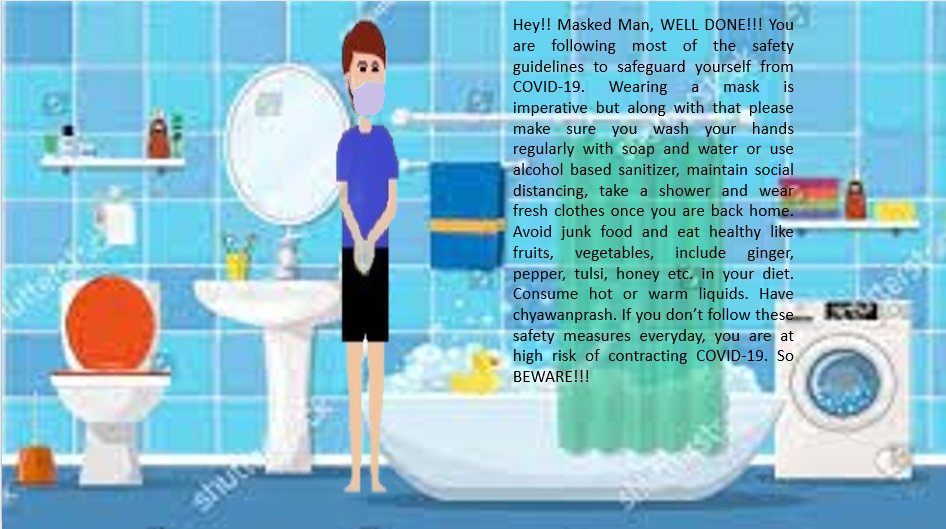 Hey!! Masked Man, WELL DONE!!! You
are following most of the safety
guidelines to safeguard yourself from
COVID-19. Wearing a mask is
imperative but along with that please
make sure you wash your hands
regularly with soap and water or use
alcohol based sanitizer, maintain social
distancing, take a shower and wear
fresh clothes once you are back home.
Avoid junk food and eat healthy like
fruits, vegetables, include ginger,
pepper, tulsi, honey etc. in your diet.
Consume hot or warm liquids. Have
chyawanprash. If you don’t follow these
safety measures everyday, you are at
high risk of contracting COVID-19. So
BEWARE!!!